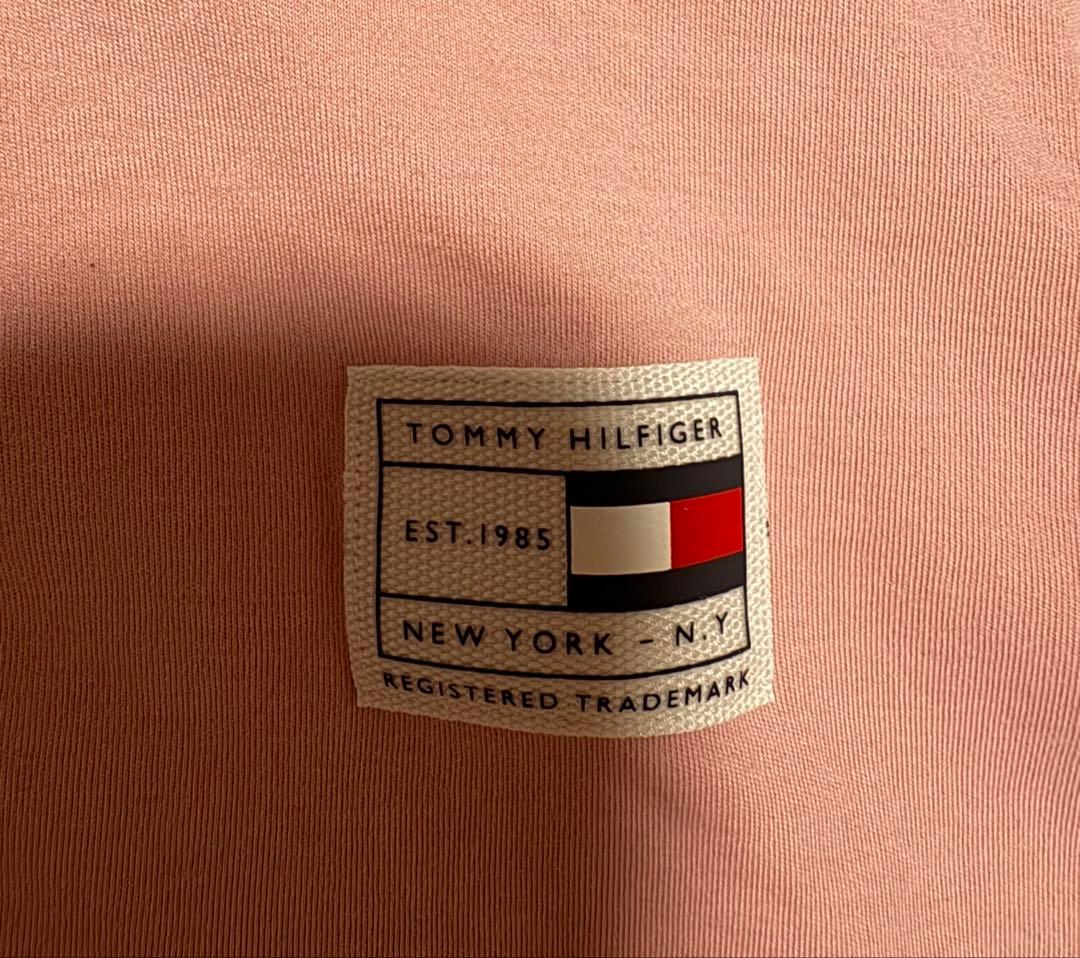 TOMMY HILFIGER
EST.1985
NEW YORK - N.Y
REGISTERED TRADEMARK